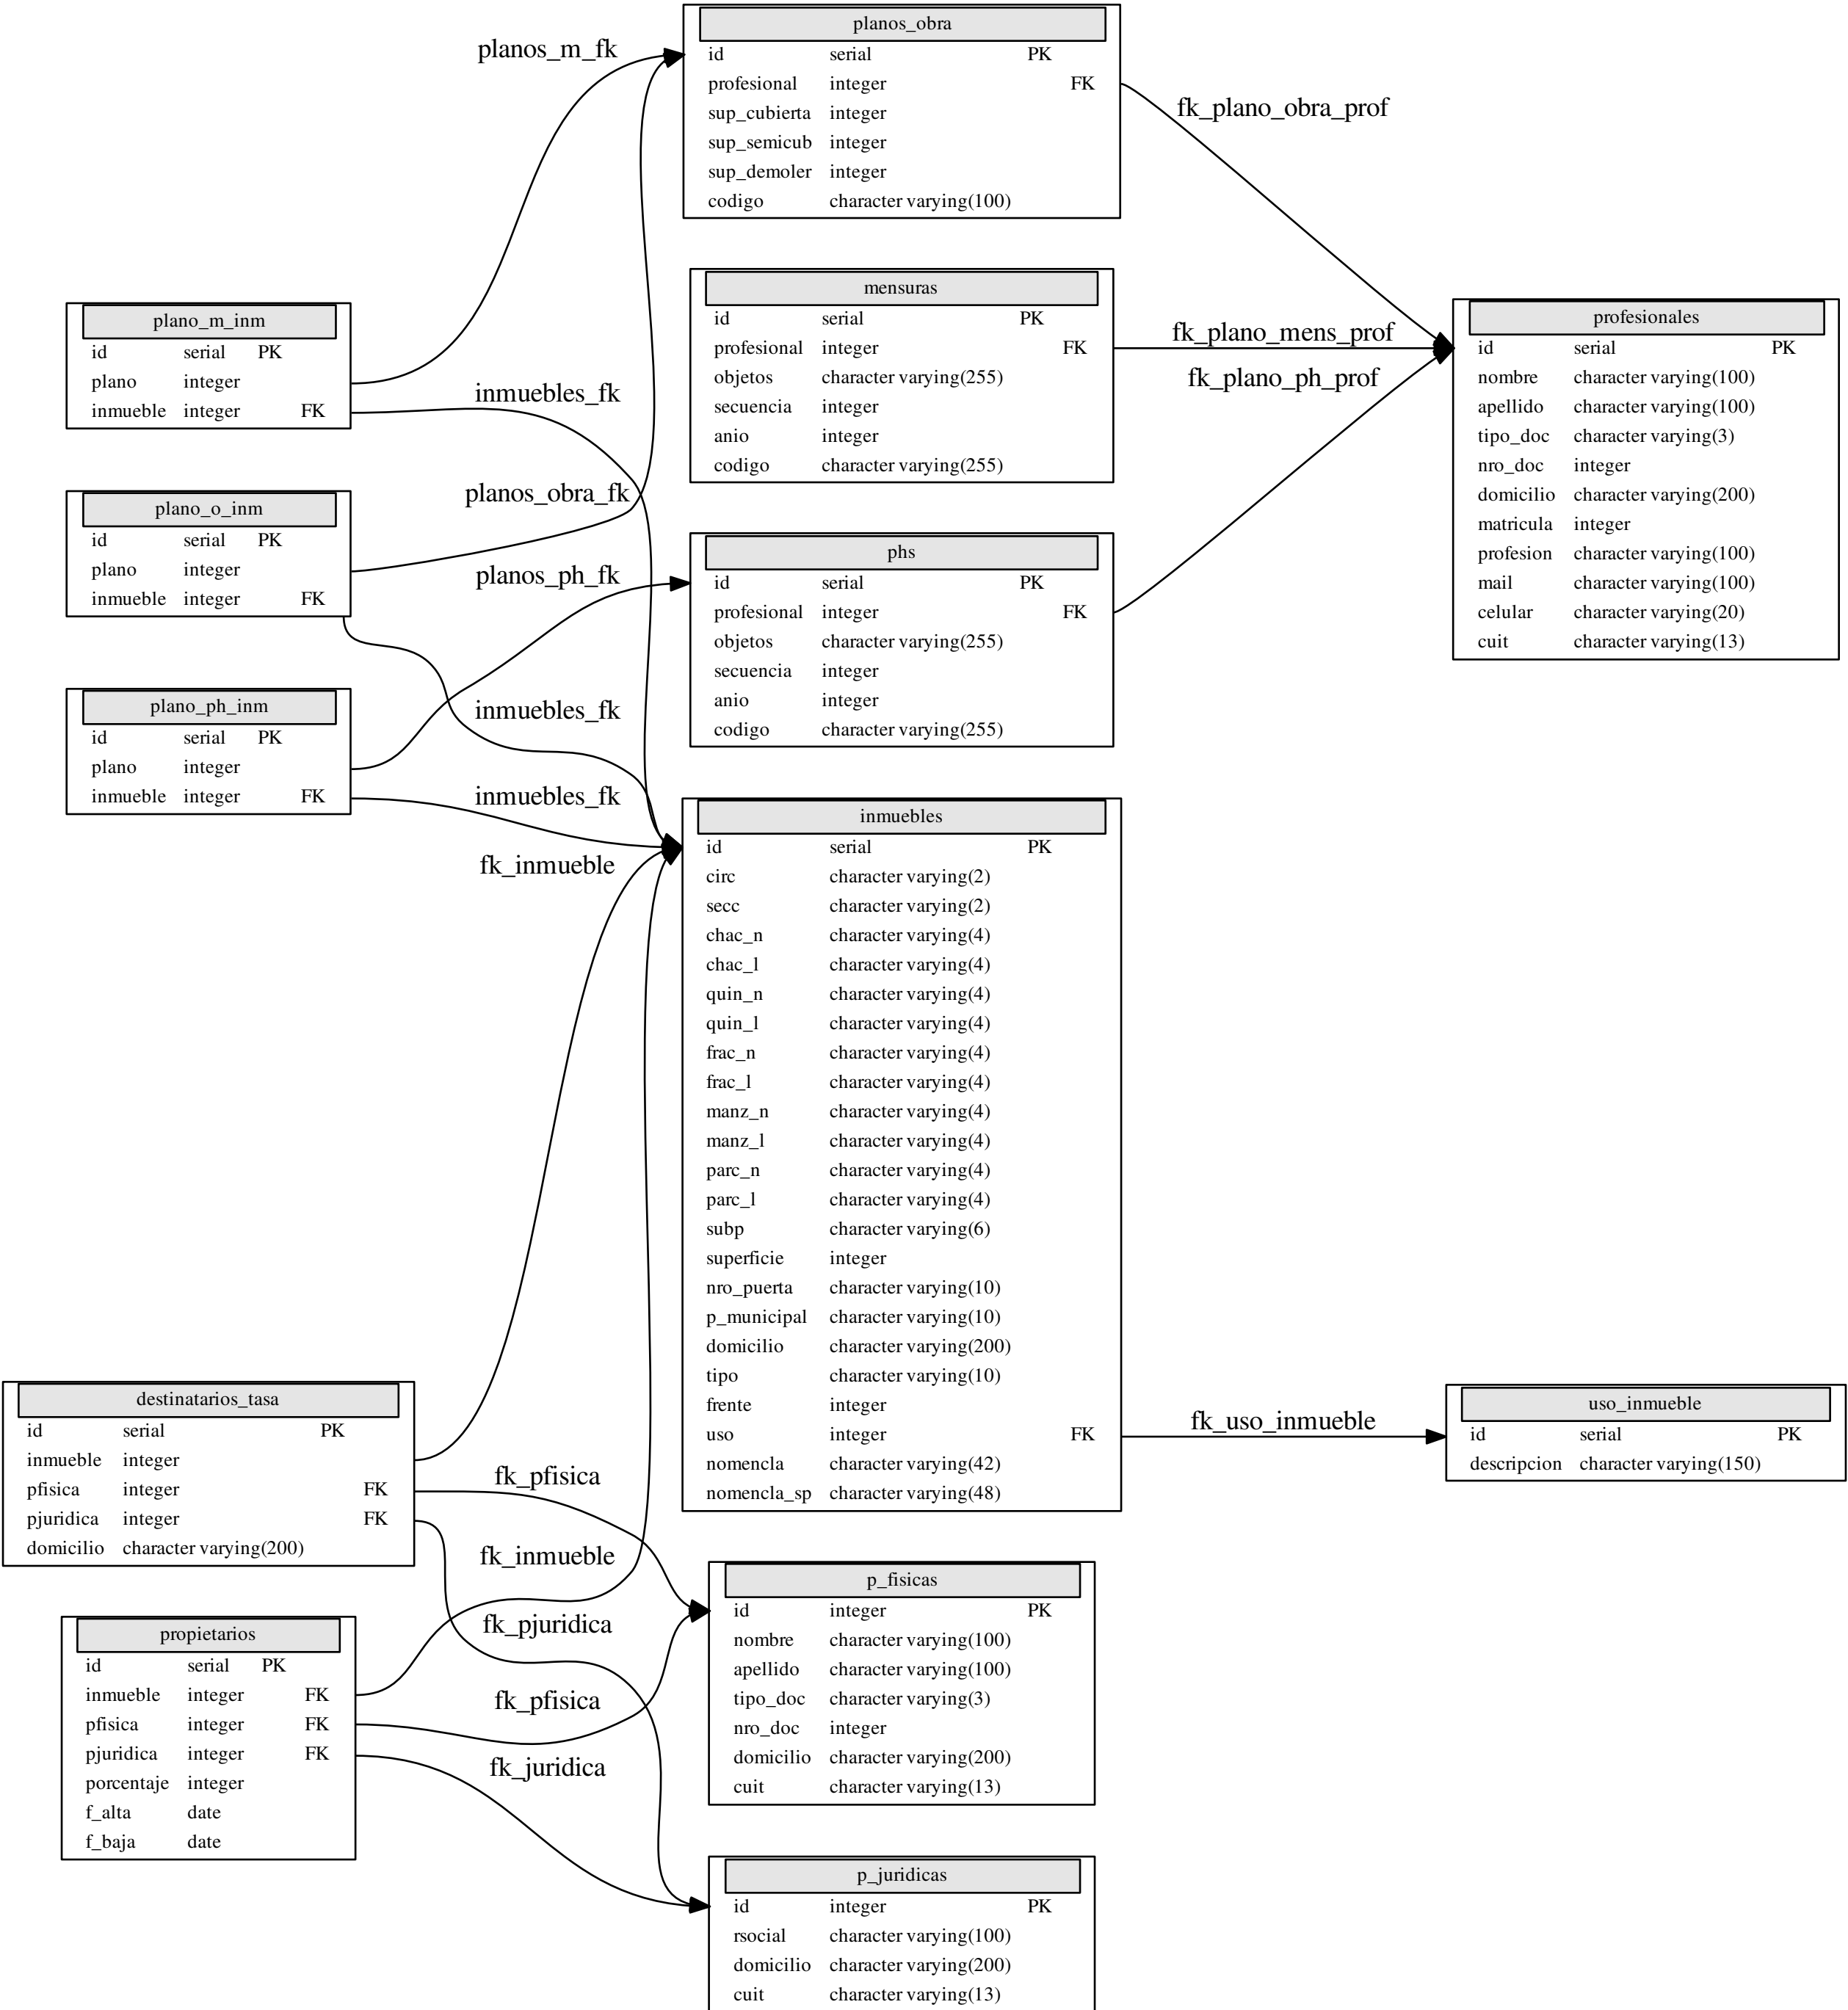 planos_obra
id serial PK
profesional integer FK
sup_cubierta integer
sup_semicub integer
sup_demoler integer
codigo character varying(100)
planos_m_fk
fk_plano_obra_prof
mensuras
id serial PK
profesional integer FK
objetos character varying(255)
secuencia integer
anio integer
codigo character varying(255)
fk_plano_mens_prof
fk_plano_ph_prof
profesionales
id serial PK
nombre character varying(100)
apellido character varying(100)
tipo_doc character varying(3)
nro_doc integer
domicilio character varying(200)
matricula integer
profesion character varying(100)
mail character varying(100)
celular character varying(20)
cuit character varying(13)
plano_m_inm
id serial PK
plano integer
inmueble integer FK
inmuebles_fk
planos_obra_fk
plano_o_inm
id serial PK
plano integer
inmueble integer FK
planos_ph_fk
phs
id serial PK
profesional integer FK
objetos character varying(255)
secuencia integer
anio integer
codigo character varying(255)
plano_ph_inm
id serial PK
plano integer
inmueble integer FK
inmuebles_fk
inmuebles_fk
fk_inmueble
inmuebles
id serial PK
circ character varying(2)
secc character varying(2)
chac_n character varying(4)
chac_l character varying(4)
quin_n character varying(4)
quin_l character varying(4)
frac_n character varying(4)
frac_l character varying(4)
manz_n character varying(4)
manz_l character varying(4)
parc_n character varying(4)
parc_l character varying(4)
subp character varying(6)
superficie integer
nro_puerta character varying(10)
p_municipal character varying(10)
domicilio character varying(200)
tipo character varying(10)
frente integer
uso integer FK
nomencla character varying(42)
nomencla_sp character varying(48)
fk_uso_inmueble
uso_inmueble
id serial PK
descripcion character varying(150)
destinatarios_tasa
id serial PK
inmueble integer
pfisica integer FK
pjuridica integer FK
domicilio character varying(200)
fk_pfisica
fk_inmueble
fk_pjuridica
fk_pfisica
fk_juridica
propietarios
id serial PK
inmueble integer FK
pfisica integer FK
pjuridica integer FK
porcentaje integer
f_alta date
f_baja date
p_fisicas
id integer PK
nombre character varying(100)
apellido character varying(100)
tipo_doc character varying(3)
nro_doc integer
domicilio character varying(200)
cuit character varying(13)
p_juridicas
id integer PK
rsocial character varying(100)
domicilio character varying(200)
cuit character varying(13)